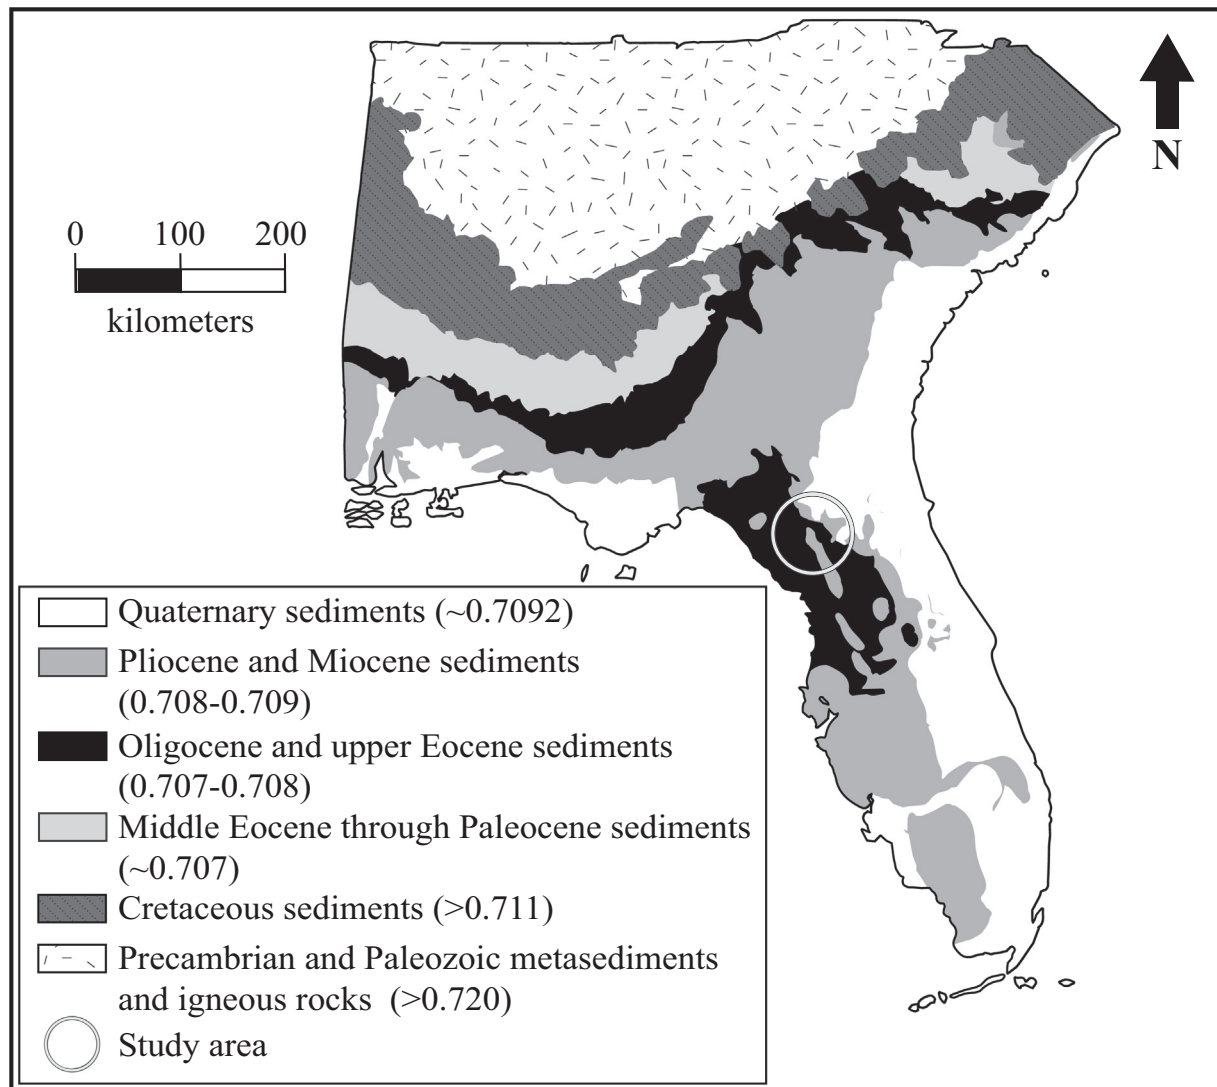 N
0 100 200
kilometers
Quaternary sediments (~0.7092)
Pliocene and Miocene sediments
(0.708-0.709)
Oligocene and upper Eocene sediments
(0.707-0.708)
Middle Eocene through Paleocene sediments
(~0.707)
Cretaceous sediments (>0.711)
Precambrian and Paleozoic metasediments
and igneous rocks (>0.720)
Study area